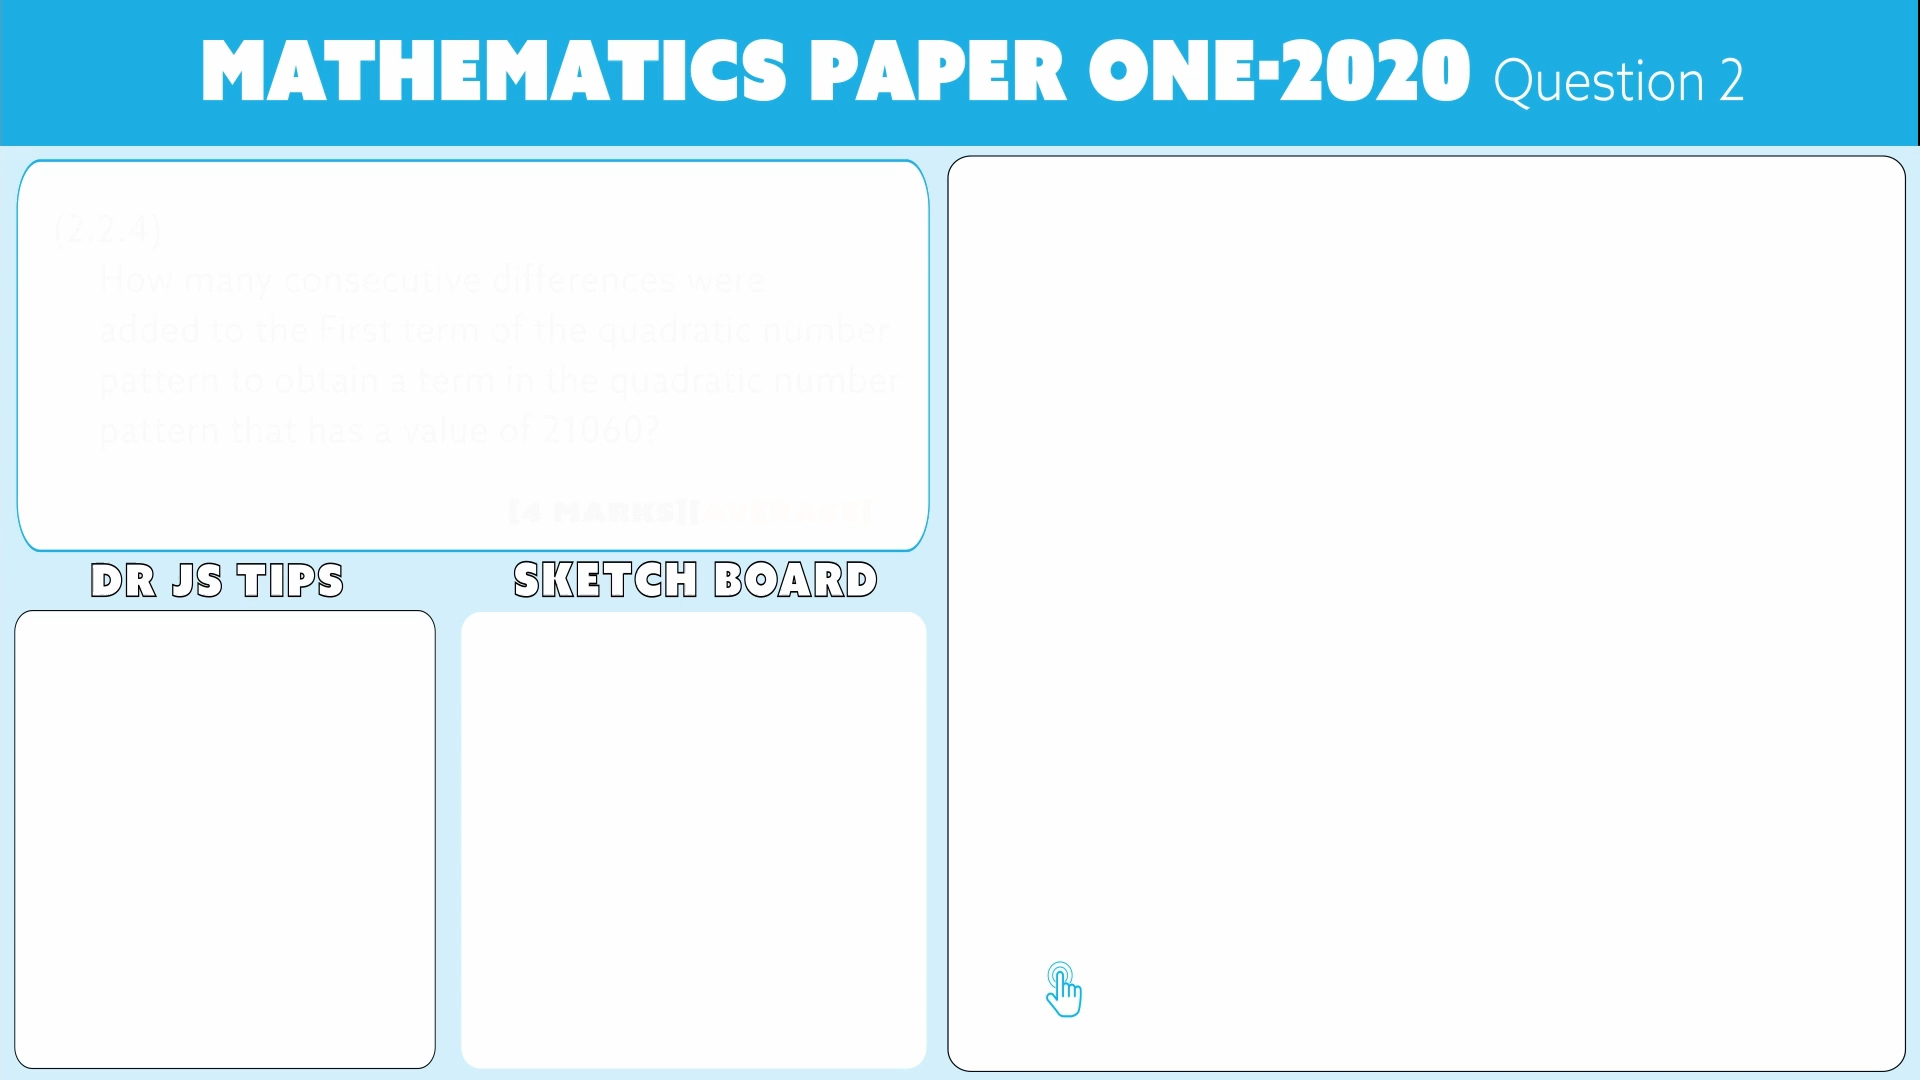 MATHEMATICS PAPER ONE-2020 Question 2
(2.2.4)
How many consecutive differences were
added to the First term of the quadratic number
pattern to obtain a term in the quadratic number
pattern that has a value of 21060?
[4 MARKS][AVERAGE]
DR JS TIPS
SKETCH BOARD